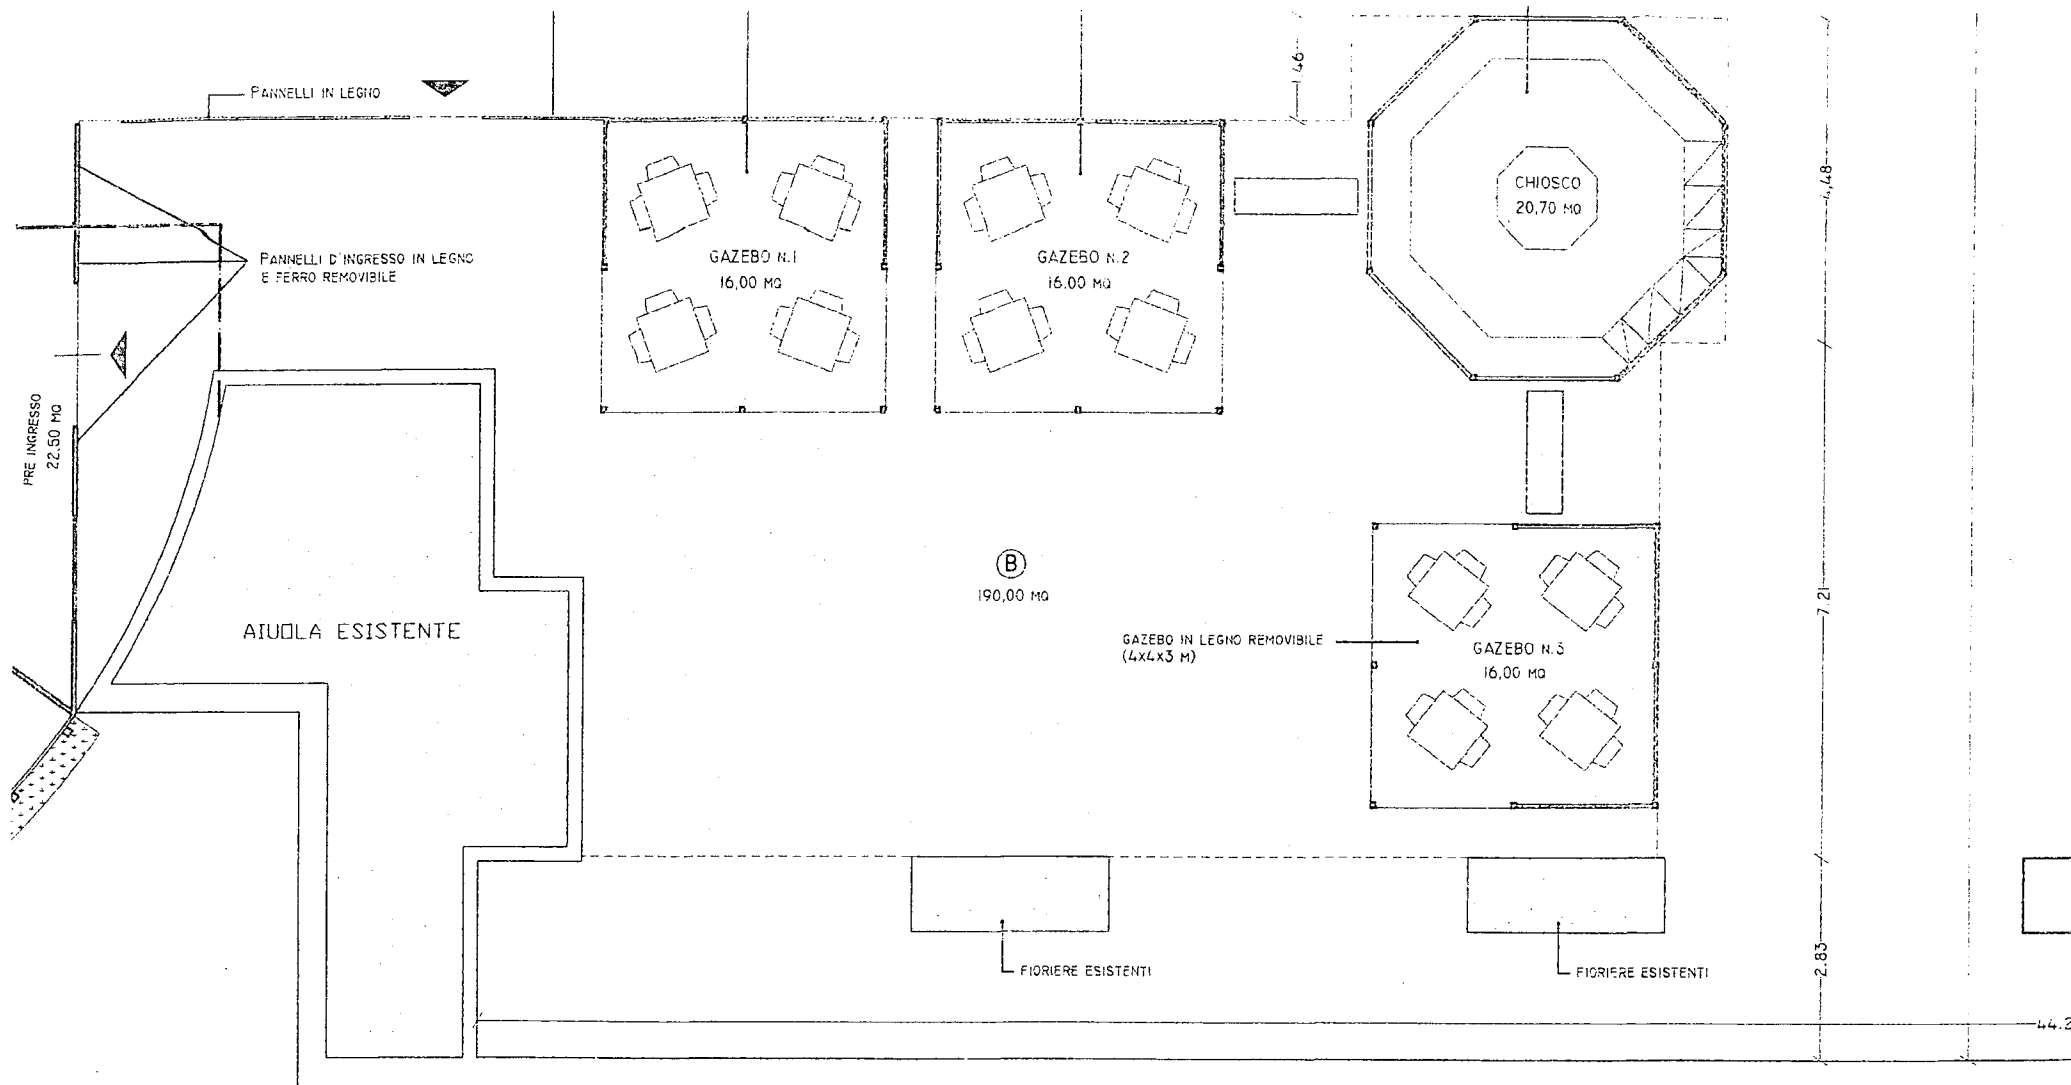 1.46
PANNELLI IN LEGNO
4,48
CHIOSCO
20,70 MQ
GAZEBO N.1
16,00 MQ
GAZEBO N.2
16.00 MQ
PANNELLI D'INGRESSO IN LEGNO
E FERRO REMOVIBILE
PRE INGRESSO
22.50 MQ
B
190,00 MQ
7.21
AIUOLA ESISTENTE
GAZEBO IN LEGNO REMOVIBILE
(4X4X3 M)
GAZEBO N.3
16,00 MQ
FIORIERE ESISTENTI
FIORIERE ESISTENTI
2.83
44.2